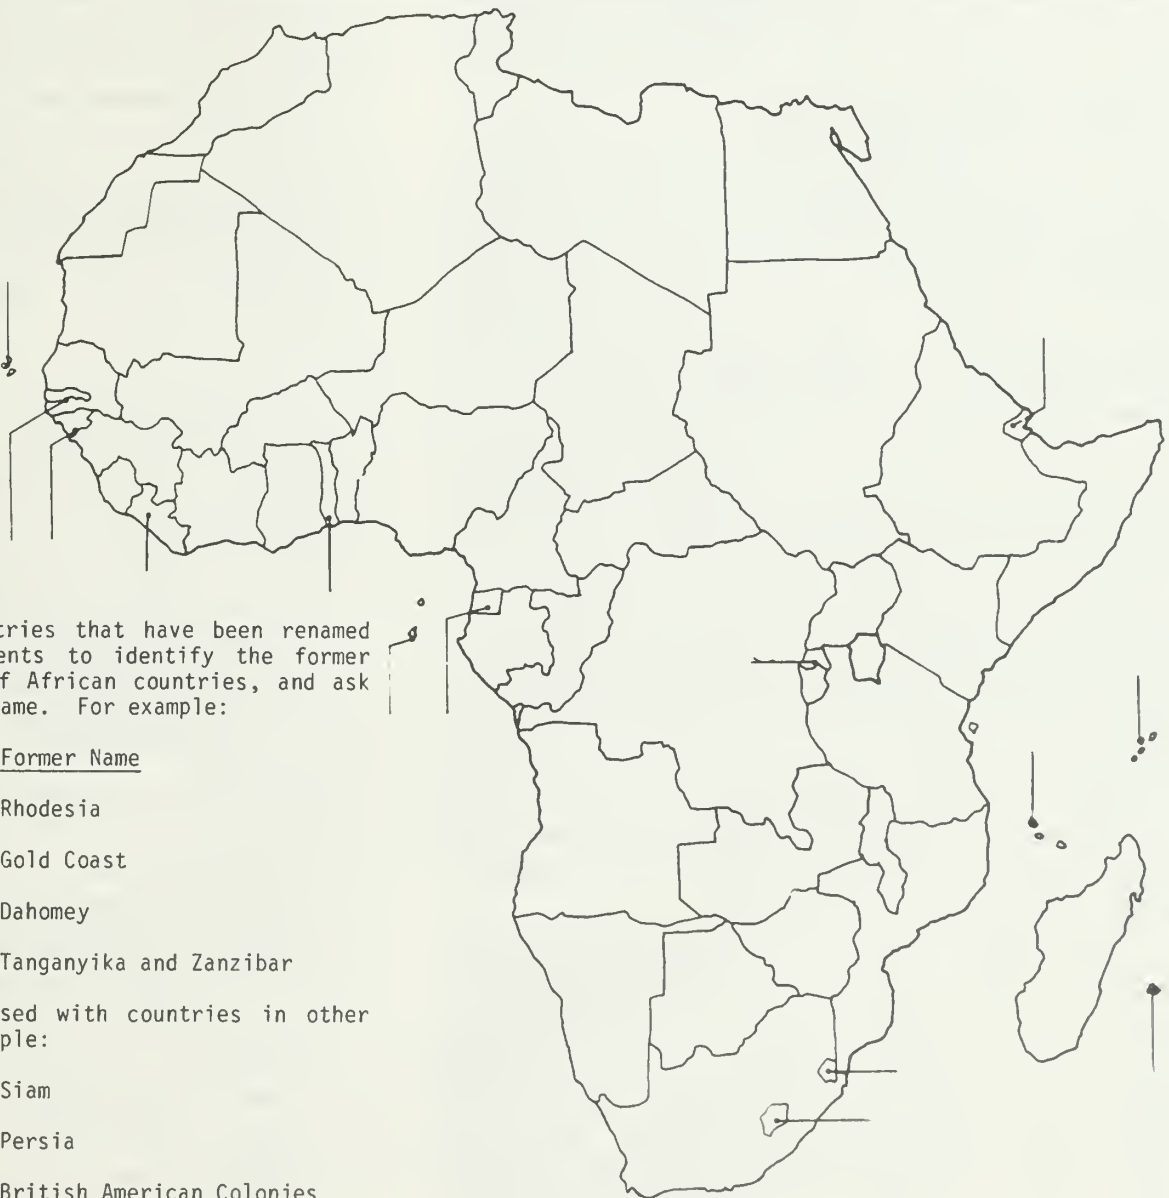 tries that have been renamed
ents to identify the former
f African countries, and ask
ame. For example:
Former Name
Rhodesia
Gold Coast
Dahomey
Tanganyika and Zanzibar
sed with countries in other
ple:
Siam
Persia
British American Colonies